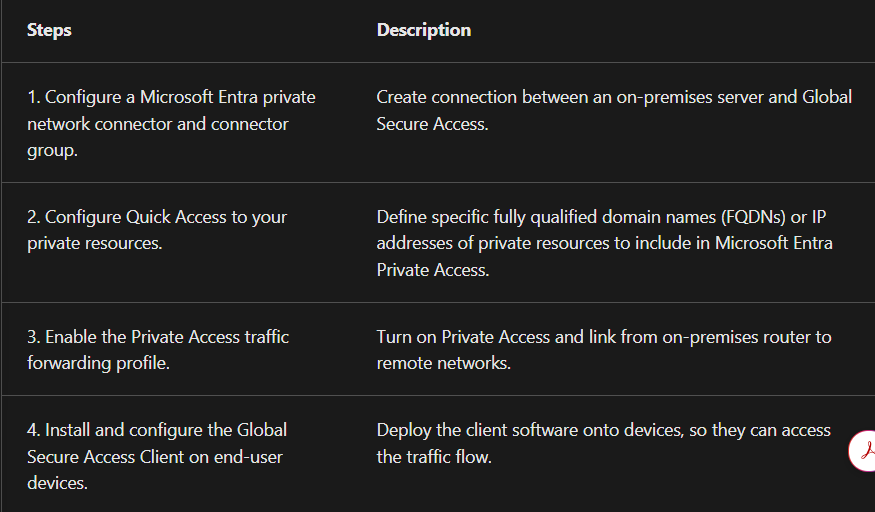 Steps
Description
1. Configure a Microsoft Entra private
network connector and connector
group.
Create connection between an on-premises server and Global
Secure Access.
2. Configure Quick Access to your
private resources.
Define specific fully qualified domain names (FQDNs) or IP
addresses of private resources to include in Microsoft Entra
Private Access.
3. Enable the Private Access traffic
forwarding profile.
Turn on Private Access and link from on-premises router to
remote networks.
4. Install and configure the Global
Secure Access Client on end-user
devices.
Deploy the client software onto devices, so they can access
the traffic flow.